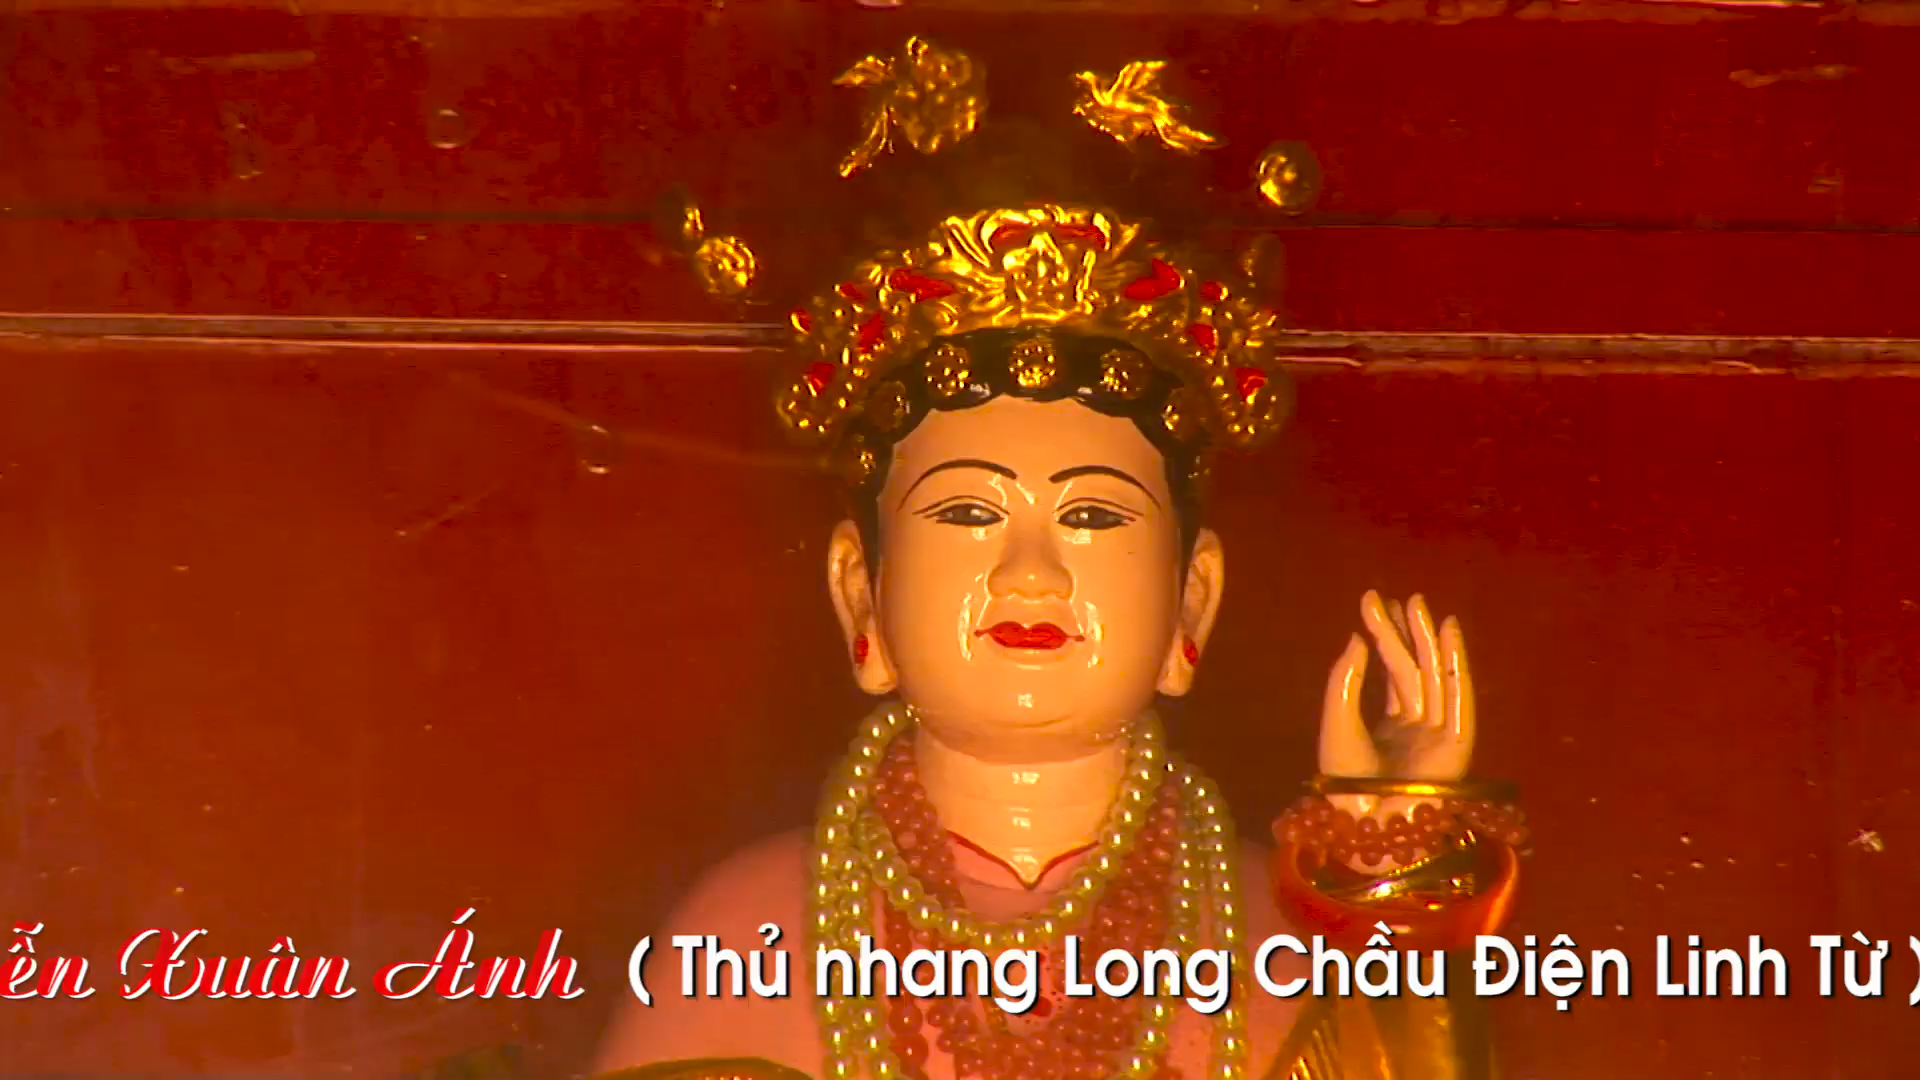 ễn Xuân Ánh ( Thủ nhang Long Chầu Điện Linh Từ )